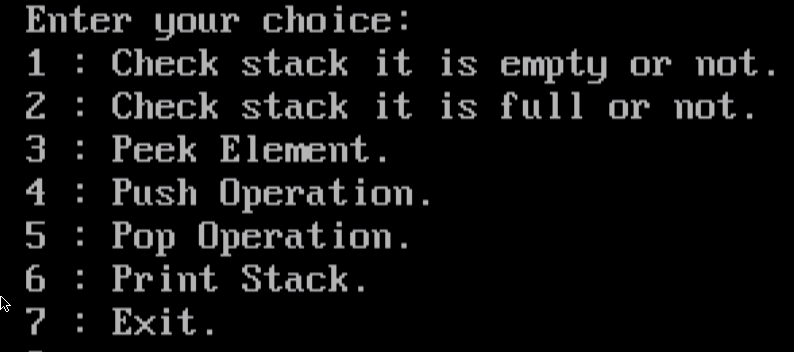 Enter your choice:
1 : Check stack it is empty or not.
2 : Check stack it is full or not.
3 : Peek Element.
4 : Push Operation.
5 : Pop Operation.
6 : Print Stack.
7 : Exit.